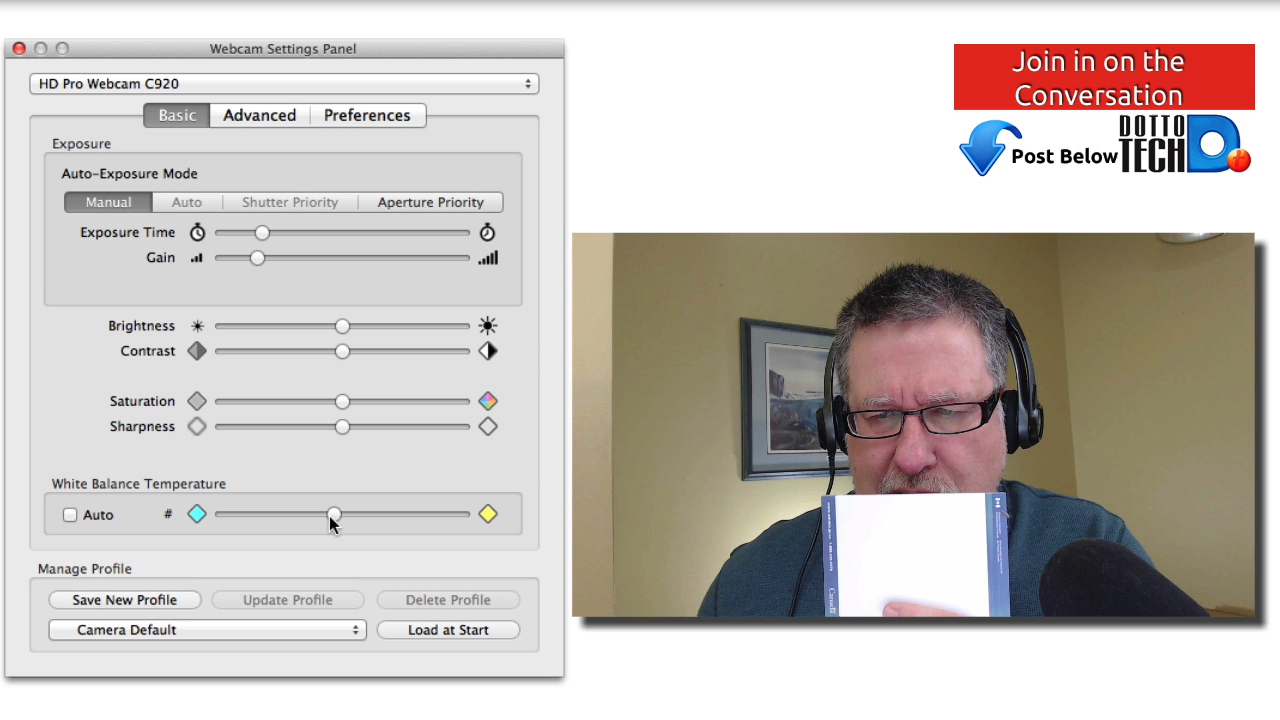 Webcam Settings Panel
HD Pro Webcam C920
Basic Advanced Preferences
Exposure
Auto-Exposure Mode
Manual Auto Shutter Priority Aperture Priority
Exposure Time
Gain
Brightness
Contrast
Saturation
Sharpness
White Balance Temperature
Auto #
Manage Profile
Save New Profile Update Profile Delete Profile
Camera Default Load at Start
Join in on the
Conversation
Post Below
DOTTO
TECH
Canada